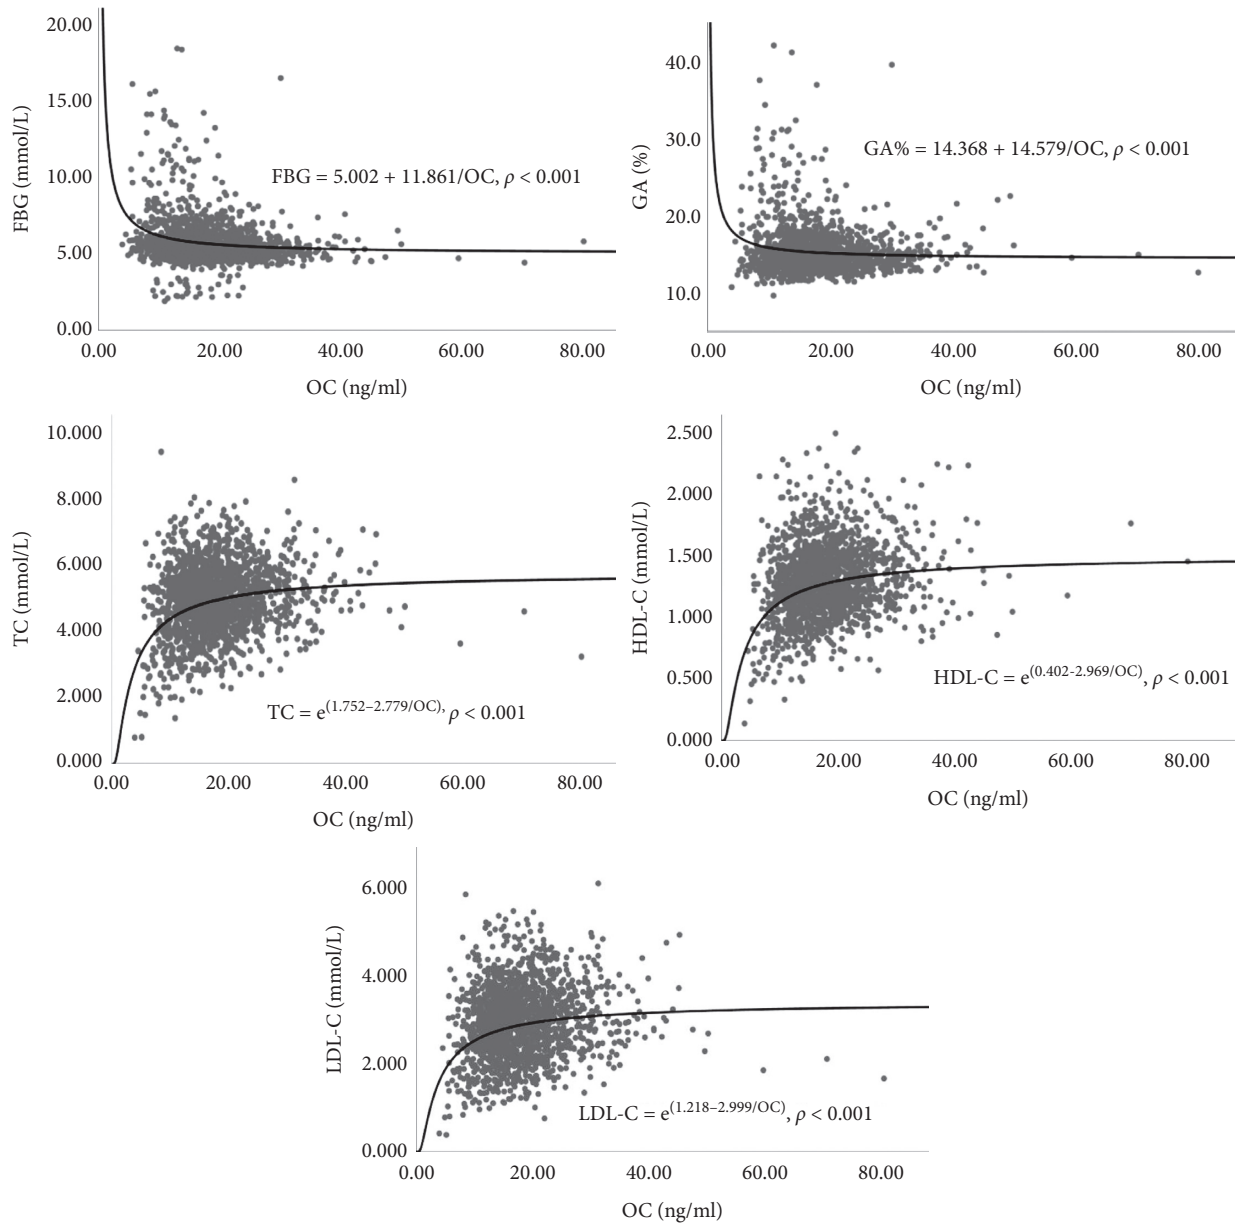 20.00
15.00
10.00
5.00
0.00
FBG (mmol/L)
FBG = 5.002 + 11.861/OC, ρ < 0.001
0.00 20.00 40.00 60.00 80.00
OC (ng/ml)
40.0
30.0
20.0
10.0
GA (%)
GA% = 14.368 + 14.579/OC, ρ < 0.001
0.00 20.00 40.00 60.00 80.00
OC (ng/ml)
10.000
8.000
6.000
4.000
2.000
0.000
TC (mmol/L)
TC = e(1.752–2.779/OC), ρ < 0.001
0.00 20.00 40.00 60.00 80.00
OC (ng/ml)
2.500
2.000
1.500
1.000
0.500
0.000
HDL-C (mmol/L)
HDL-C = e(0.402-2.969/OC), ρ < 0.001
0.00 20.00 40.00 60.00 80.00
OC (ng/ml)
6.000
4.000
2.000
0.000
LDL-C (mmol/L)
LDL-C = e(1.218–2.999/OC), ρ < 0.001
0.00 20.00 40.00 60.00 80.00
OC (ng/ml)